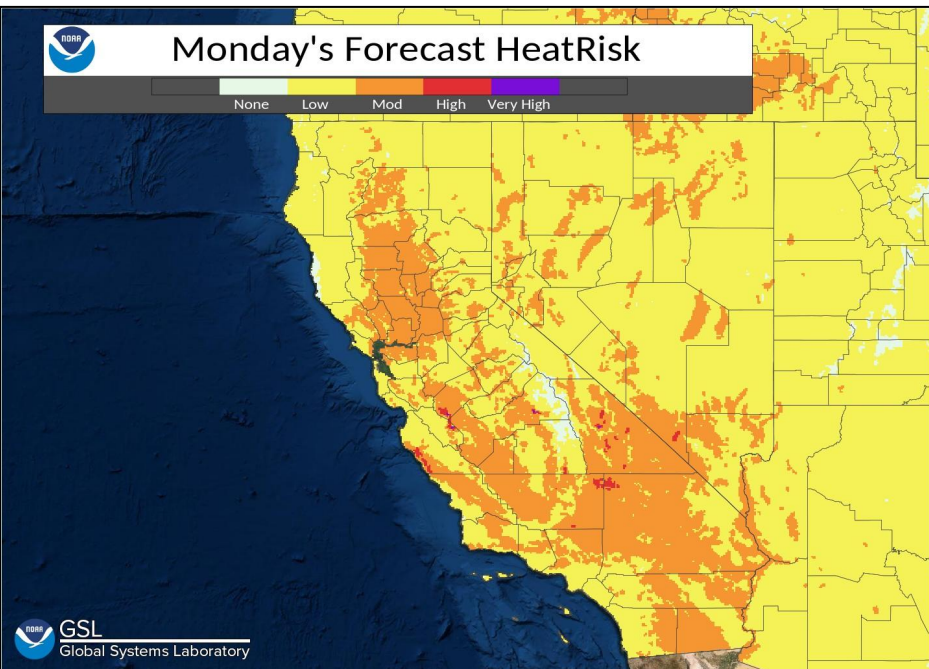 NOAA
Monday's Forecast HeatRisk
None Low Mod High Very High
NOAA
GSL
Global Systems Laboratory